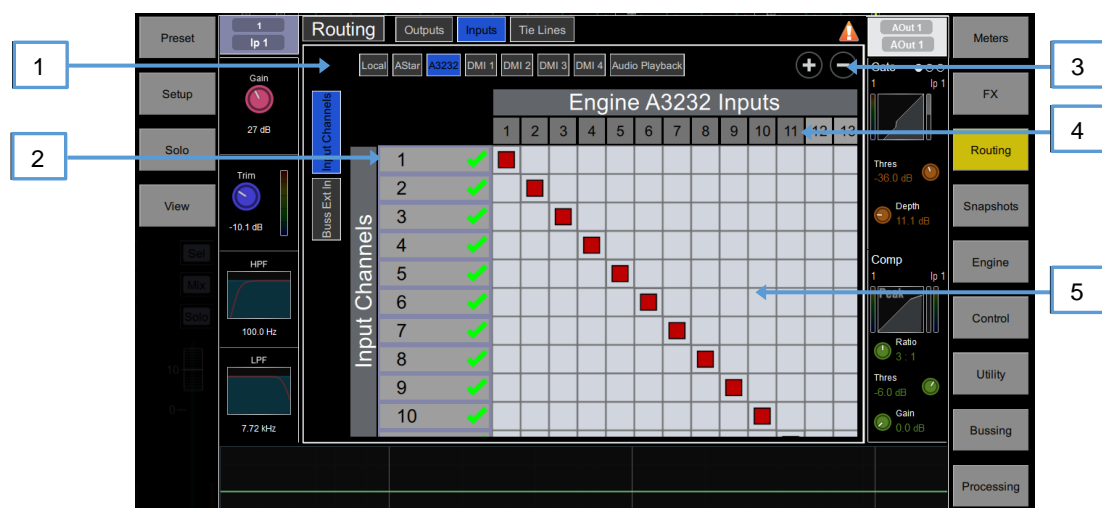 Preset
Setup
Solo
View
Sel
Mix
Solo
10
0
1
Ip 1
Gain
27 dB
Trim
-10.1 dB
HPF
100.0 Hz
LPF
7.72 kHz
Routing Outputs Inputs Tie Lines
Local AStar A3232 DMI 1 DMI 2 DMI 3 DMI 4 Audio Playback
+ −
Input Channels
Buss Ext In
Engine A3232 Inputs
1 2 3 4 5 6 7 8 9 10 11 12 13
Input Channels
1
2
3
4
5
6
7
8
9
10
AOut 1
AOut 1
Gate
1 Ip 1
Thres
-36.0 dB
Depth
11.1 dB
Comp
1 Ip 1
Peak
Ratio
3 : 1
Thres
-6.0 dB
Gain
0.0 dB
Meters
FX
Routing
Snapshots
Engine
Control
Utility
Bussing
Processing
1
2
3
4
5